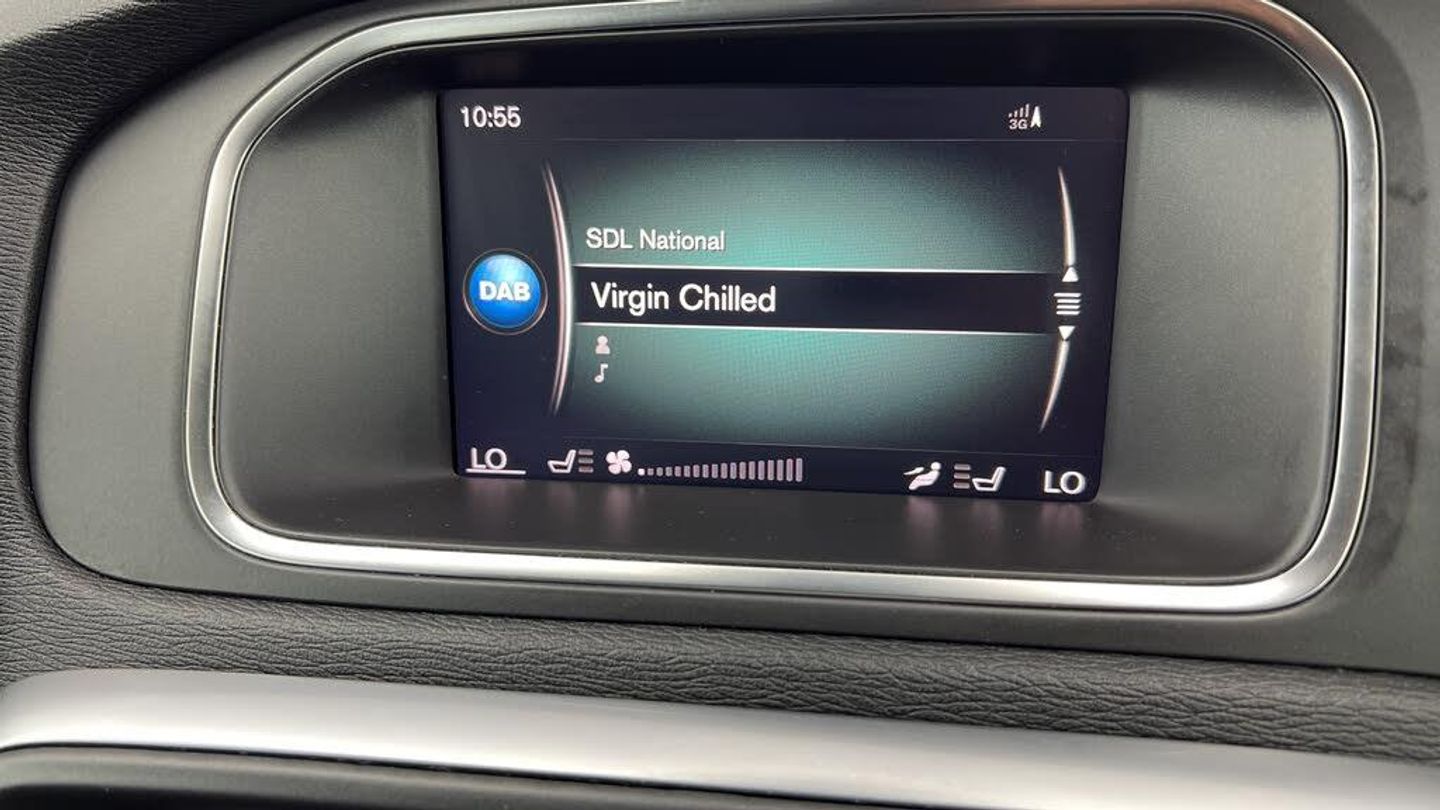 10:55
3G
SDL National
DAB
Virgin Chilled
LO
LO